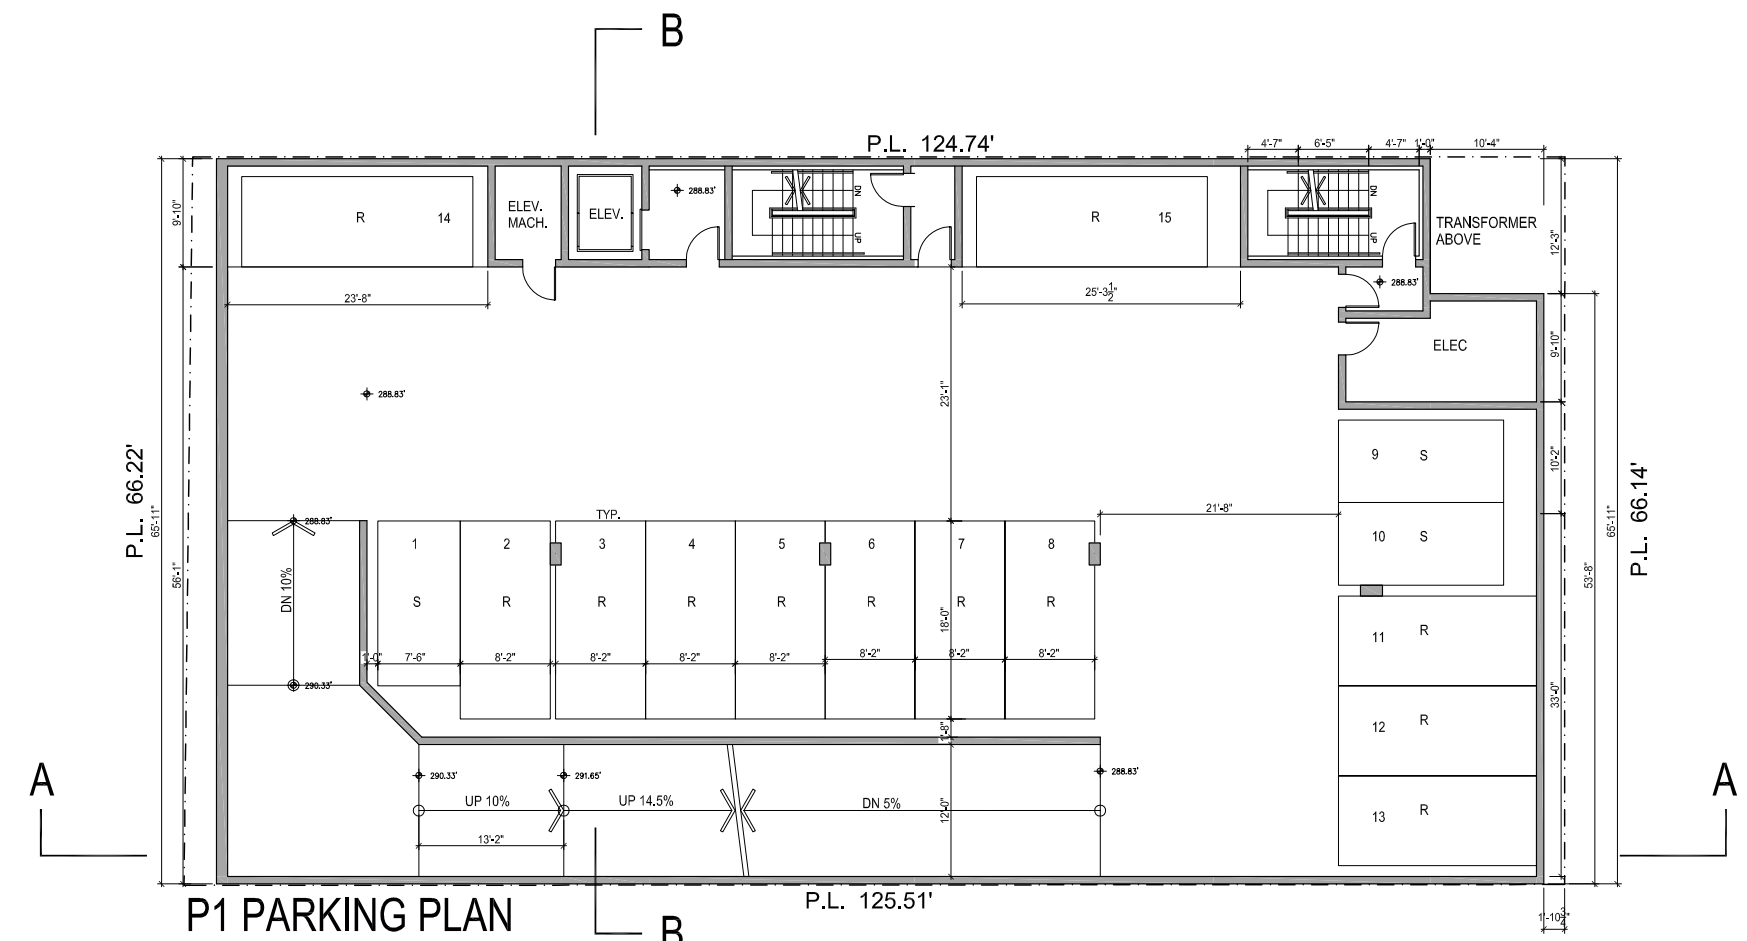 B
P.L. 124.74'
4'-7"
6'-5"
4'-7"
1'-0"
10'-4"
9'-10"
R 14
ELEV.
MACH.
ELEV.
288.83'
DN
UP
R 15
DN
UP
TRANSFORMER
ABOVE
12'-3"
23'-8"
25'-3 1/2"
288.83'
ELEC
9'-10"
288.83'
23'-1"
P.L. 66.22'
65'-11"
56'-1"
9 S
10'-2"
P.L. 66.14'
65'-11"
53'-8"
21'-8"
288.83'
TYP.
10 S
1
2
3
4
5
6
7
8
DN 10%
S
R
R
R
R
R
R
R
18'-0"
11 R
1'-0"
7'-6"
8'-2"
8'-2"
8'-2"
8'-2"
8'-2"
8'-2"
8'-2"
290.33'
33'-0"
12 R
1'-8"
290.33'
291.65'
288.83'
A
A
UP 10%
UP 14.5%
DN 5%
12'-0"
13 R
13'-2"
P1 PARKING PLAN
P.L. 125.51'
B
1'-10 3/4"